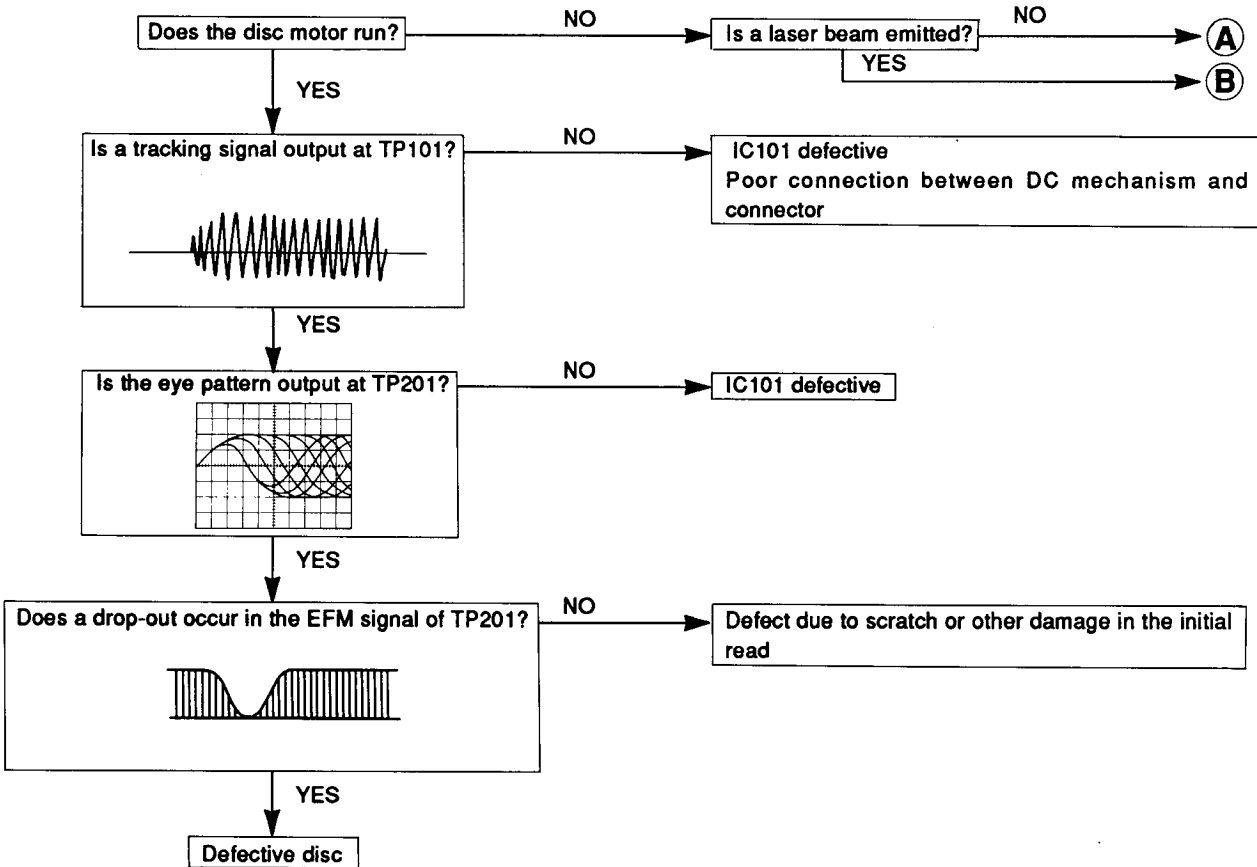 Does the disc motor run?
NO
Is a laser beam emitted?
NO
A
YES
B
YES
Is a tracking signal output at TP101?
NO
IC101 defective
Poor connection between DC mechanism and
connector
YES
Is the eye pattern output at TP201?
NO
IC101 defective
YES
Does a drop-out occur in the EFM signal of TP201?
NO
Defect due to scratch or other damage in the initial
read
YES
Defective disc